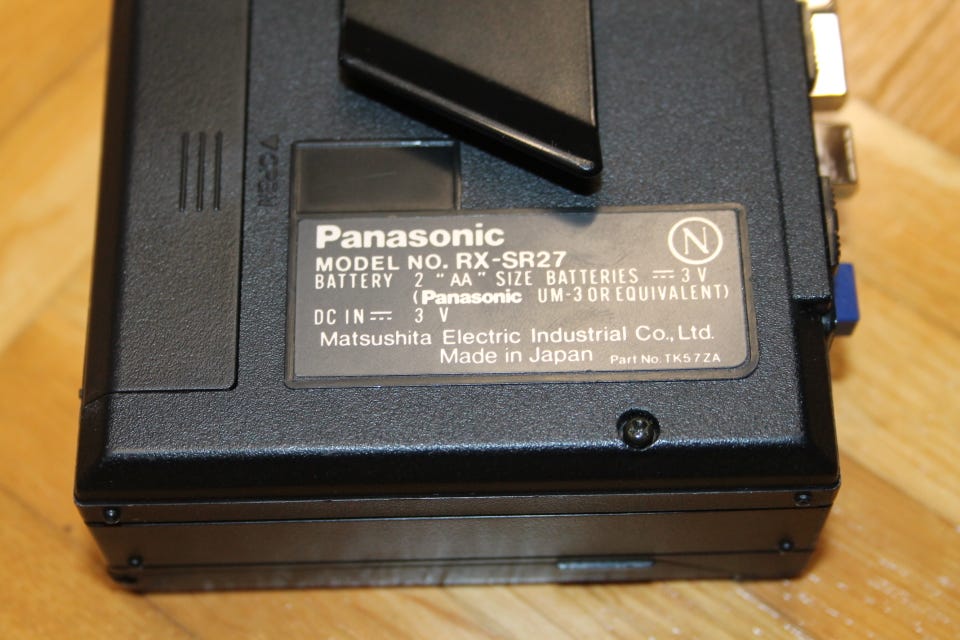 OPEN
Panasonic
N
MODEL NO. RX-SR27
BATTERY 2 "AA" SIZE BATTERIES ⎓ 3 V
(Panasonic UM-3 OR EQUIVALENT)
DC IN ⎓ 3 V
Matsushita Electric Industrial Co., Ltd.
Made in Japan Part No. TK57ZA